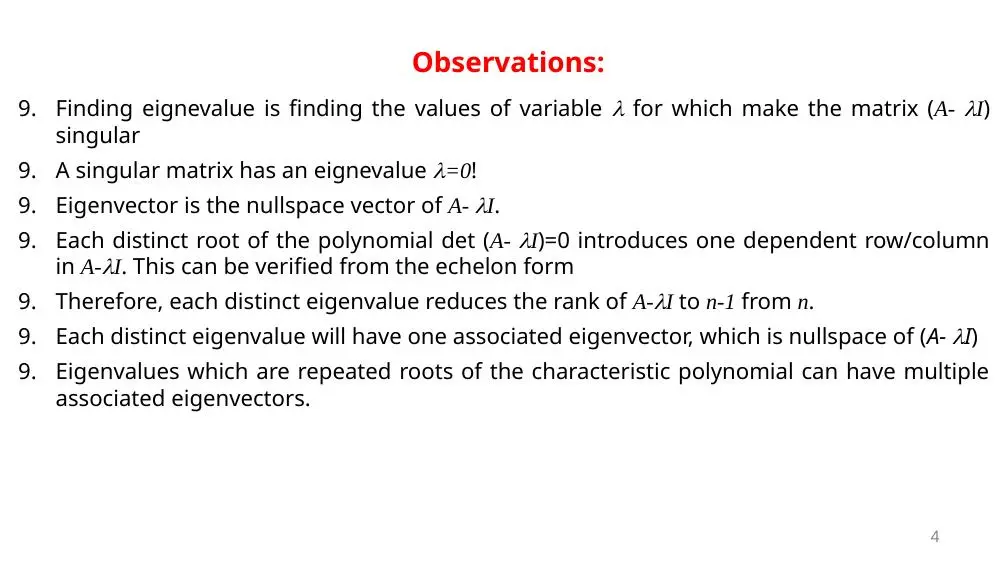 Observations:
9. Finding eignevalue is finding the values of variable λ for which make the matrix (A- λI)
singular
9. A singular matrix has an eignevalue λ=0!
9. Eigenvector is the nullspace vector of A- λI.
9. Each distinct root of the polynomial det (A- λI)=0 introduces one dependent row/column
in A-λI. This can be verified from the echelon form
9. Therefore, each distinct eigenvalue reduces the rank of A-λI to n-1 from n.
9. Each distinct eigenvalue will have one associated eigenvector, which is nullspace of (A- λI)
9. Eigenvalues which are repeated roots of the characteristic polynomial can have multiple
associated eigenvectors.
4